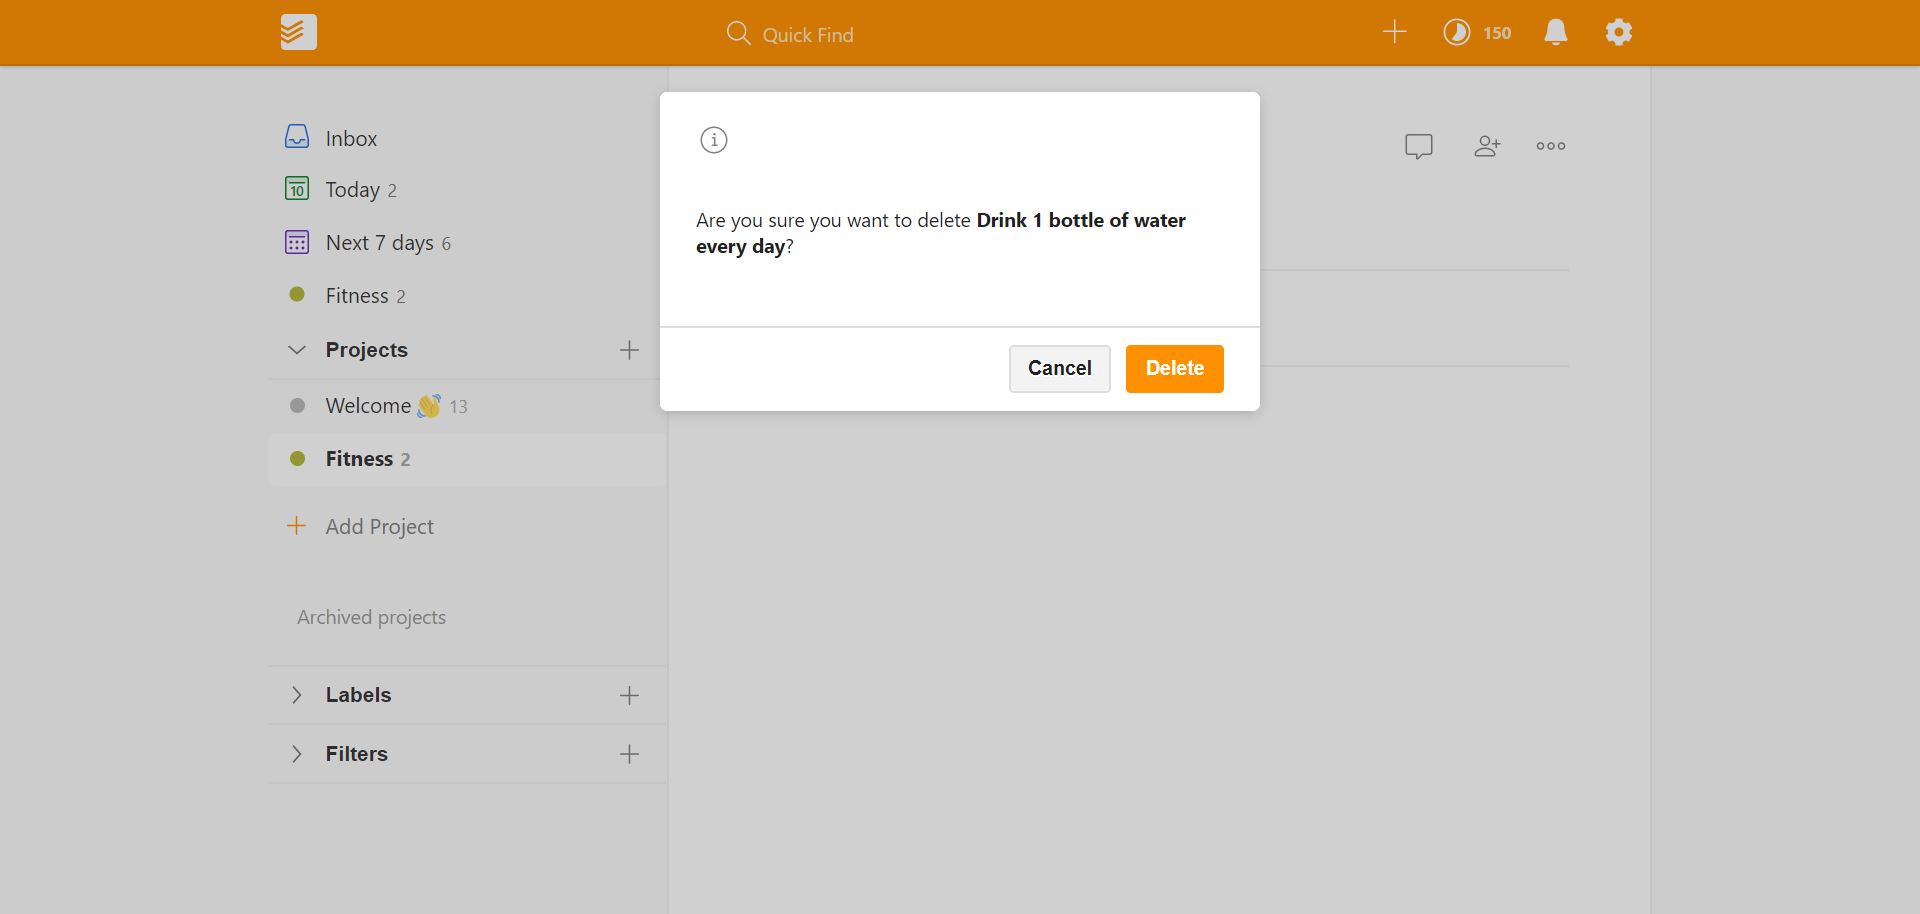 Quick Find
150
Inbox
10
Today 2
Next 7 days 6
Fitness 2
Projects
Welcome 👋 13
Fitness 2
Add Project
Archived projects
Labels
Filters
Are you sure you want to delete Drink 1 bottle of water
every day?
Cancel
Delete